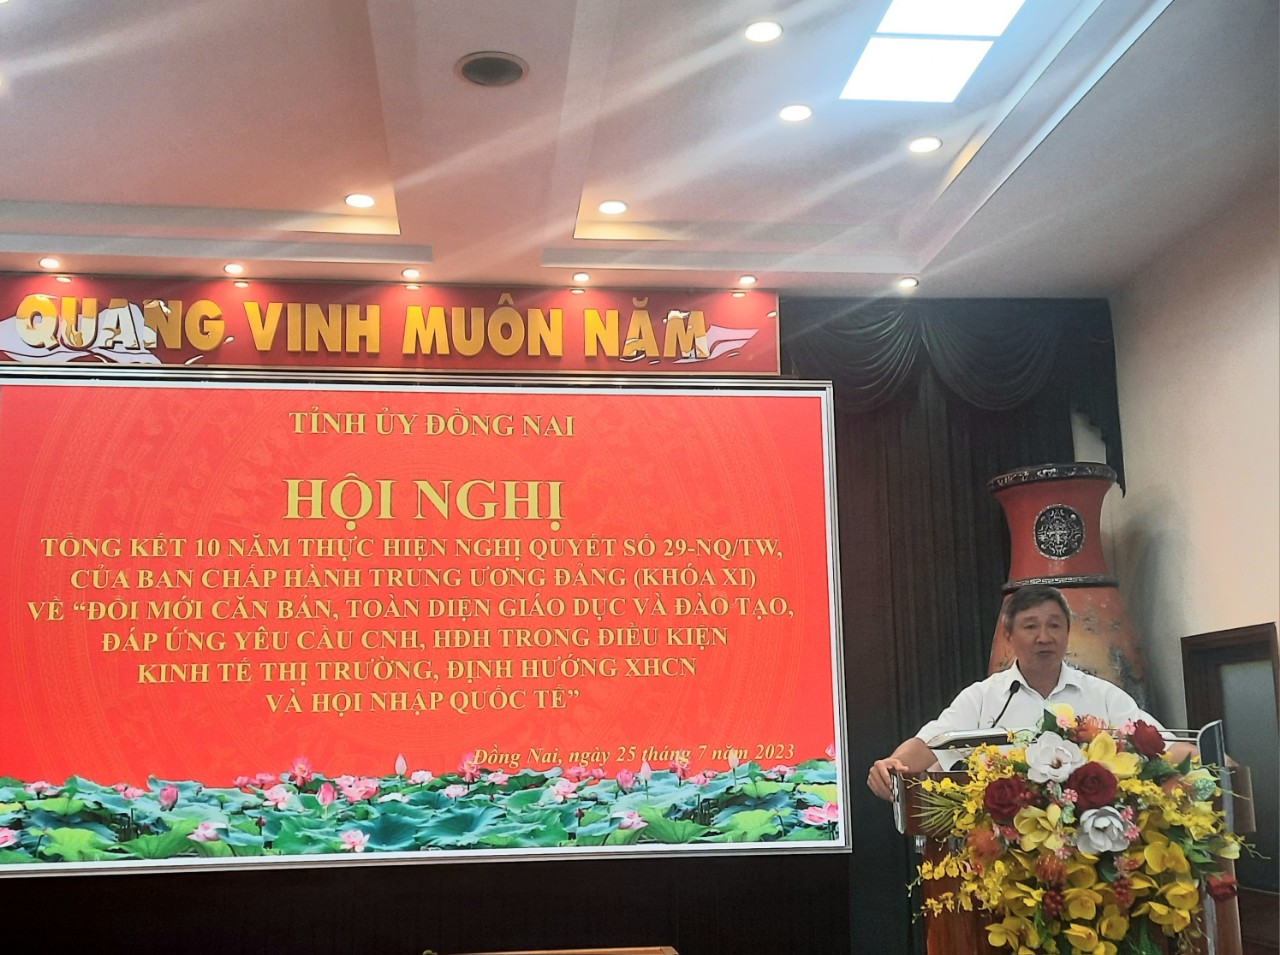 QUANG VINH MUÔN NĂM
TỈNH ỦY ĐỒNG NAI
HỘI NGHỊ
TỔNG KẾT 10 NĂM THỰC HIỆN NGHỊ QUYẾT SỐ 29-NQ/TW,
CỦA BAN CHẤP HÀNH TRUNG ƯƠNG ĐẢNG (KHÓA XI)
VỀ “ĐỔI MỚI CĂN BẢN, TOÀN DIỆN GIÁO DỤC VÀ ĐÀO TẠO,
ĐÁP ỨNG YÊU CẦU CNH, HĐH TRONG ĐIỀU KIỆN
KINH TẾ THỊ TRƯỜNG, ĐỊNH HƯỚNG XHCN
VÀ HỘI NHẬP QUỐC TẾ”
Đồng Nai, ngày 25 tháng 7 năm 2023